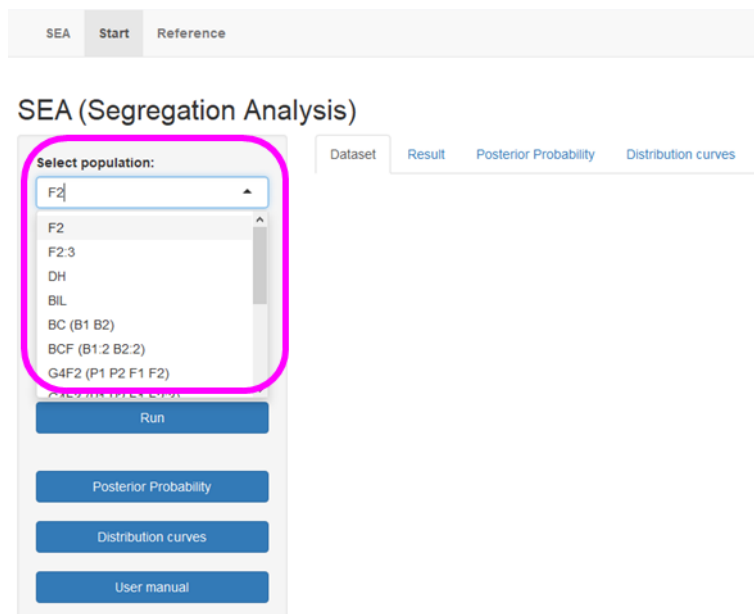 SEA Start Reference
SEA (Segregation Analysis)
Select population:
F2
F2
F2:3
DH
BIL
BC (B1 B2)
BCF (B1:2 B2:2)
G4F2 (P1 P2 F1 F2)
Run
Posterior Probability
Distribution curves
User manual
Dataset Result Posterior Probability Distribution curves